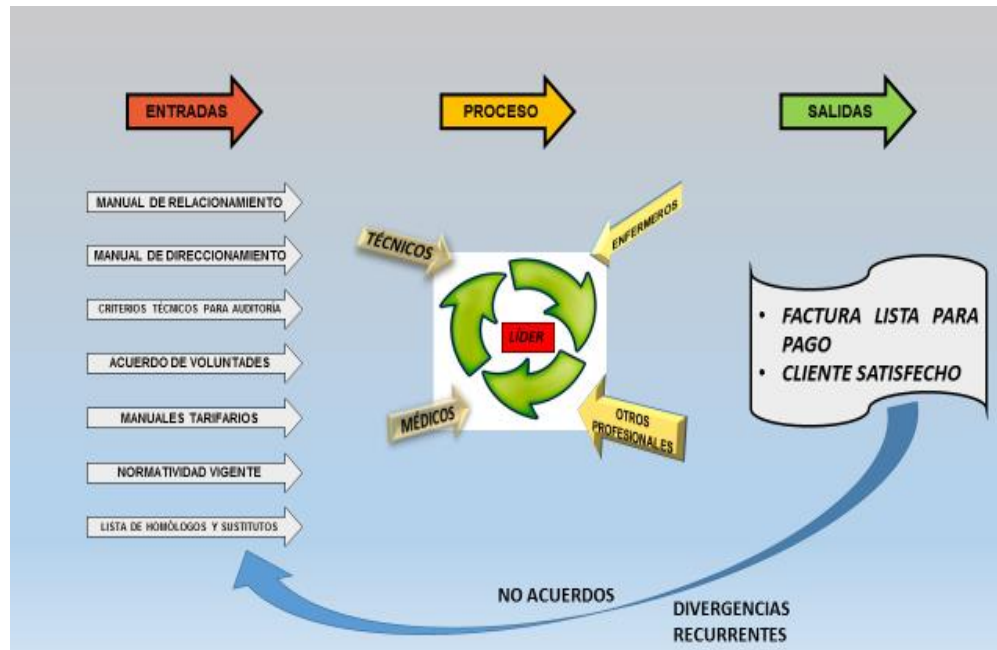 ENTRADAS
PROCESO
SALIDAS
MANUAL DE RELACIONAMIENTO
MANUAL DE DIRECCIONAMIENTO
CRITERIOS TÉCNICOS PARA AUDITORÍA
ACUERDO DE VOLUNTADES
MANUALES TARIFARIOS
NORMATIVIDAD VIGENTE
LISTA DE HOMÓLOGOS Y SUSTITUTOS
TÉCNICOS
ENFERMEROS
LÍDER
MÉDICOS
OTROS
PROFESIONALES
• FACTURA LISTA PARA
PAGO
• CLIENTE SATISFECHO
NO ACUERDOS
DIVERGENCIAS
RECURRENTES